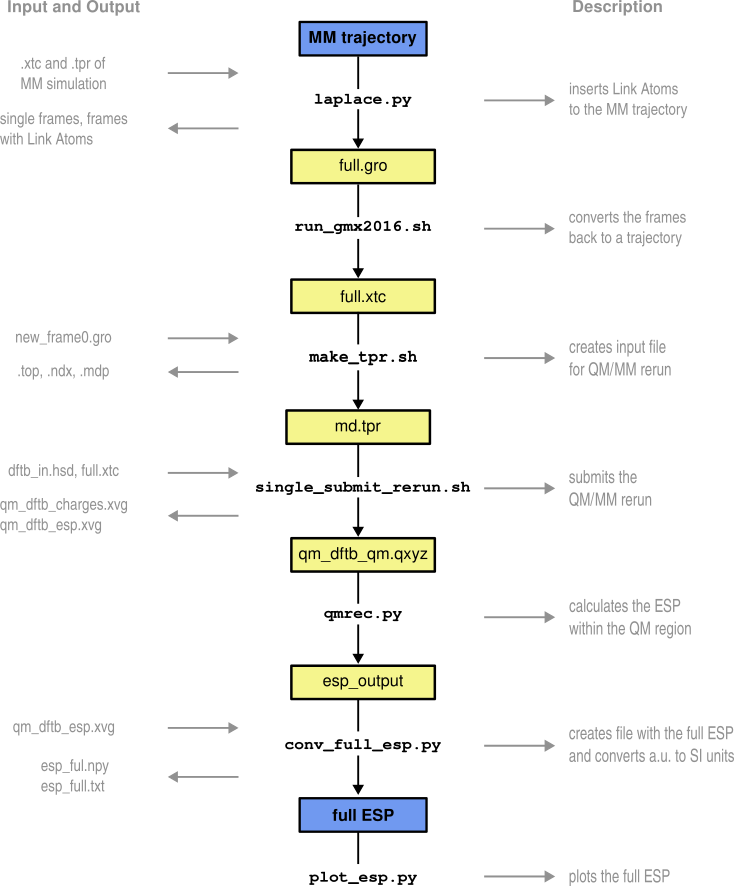 Input and Output
Description
MM trajectory
.xtc and .tpr of
MM simulation
laplace.py
inserts Link Atoms
to the MM trajectory
single frames, frames
with Link Atoms
full.gro
run_gmx2016.sh
converts the frames
back to a trajectory
full.xtc
new_frame0.gro
make_tpr.sh
creates input file
for QM/MM rerun
.top, .ndx, .mdp
md.tpr
dftb_in.hsd, full.xtc
single_submit_rerun.sh
submits the
QM/MM rerun
qm_dftb_charges.xvg
qm_dftb_esp.xvg
qm_dftb_qm.qxyz
qmrec.py
calculates the ESP
within the QM region
esp_output
qm_dftb_esp.xvg
conv_full_esp.py
creates file with the full ESP
and converts a.u. to SI units
esp_ful.npy
esp_full.txt
full ESP
plot_esp.py
plots the full ESP